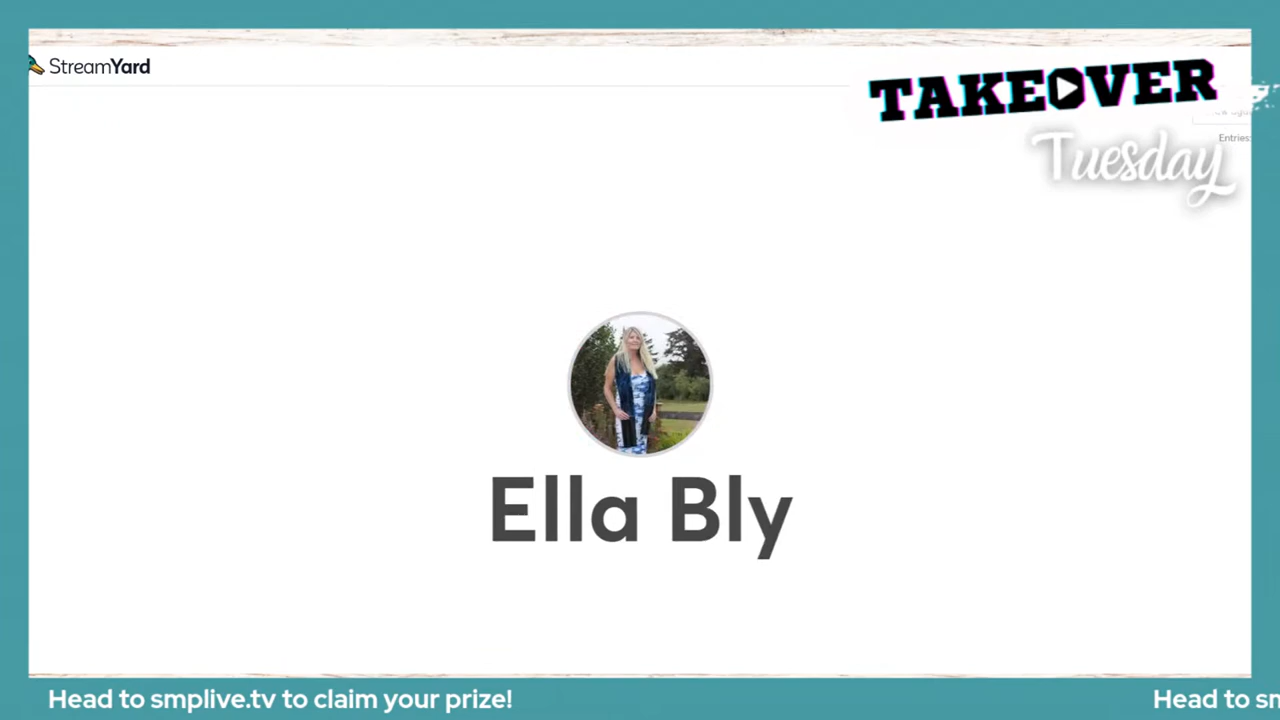 StreamYard
TAKEOVER
Tuesday
Entries:
Ella Bly
Head to smplive.tv to claim your prize!
Head to sm